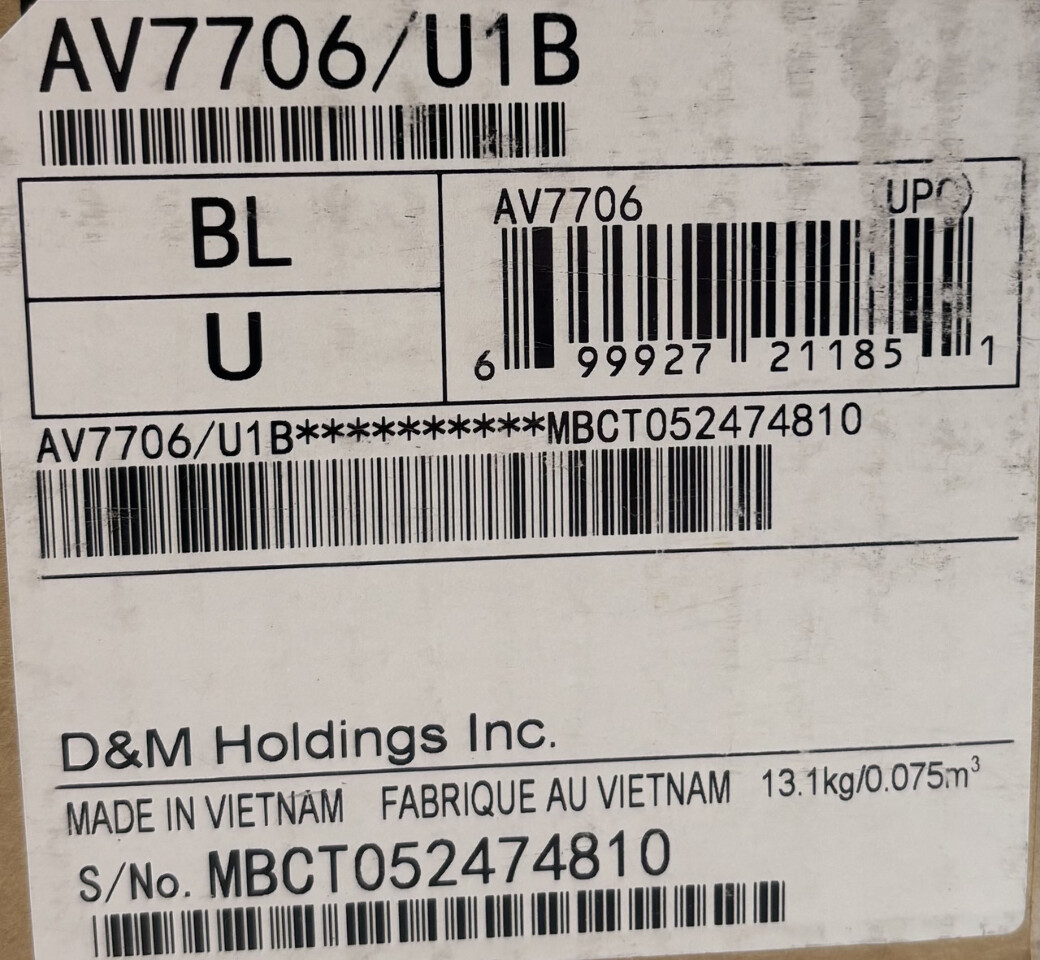 AV7706/U1B
BL
U
AV7706 UPC
6 99927 21185 1
AV7706/U1B**********MBCT052474810
D&M Holdings Inc.
MADE IN VIETNAM FABRIQUE AU VIETNAM 13.1kg/0.075m³
S/No. MBCT052474810